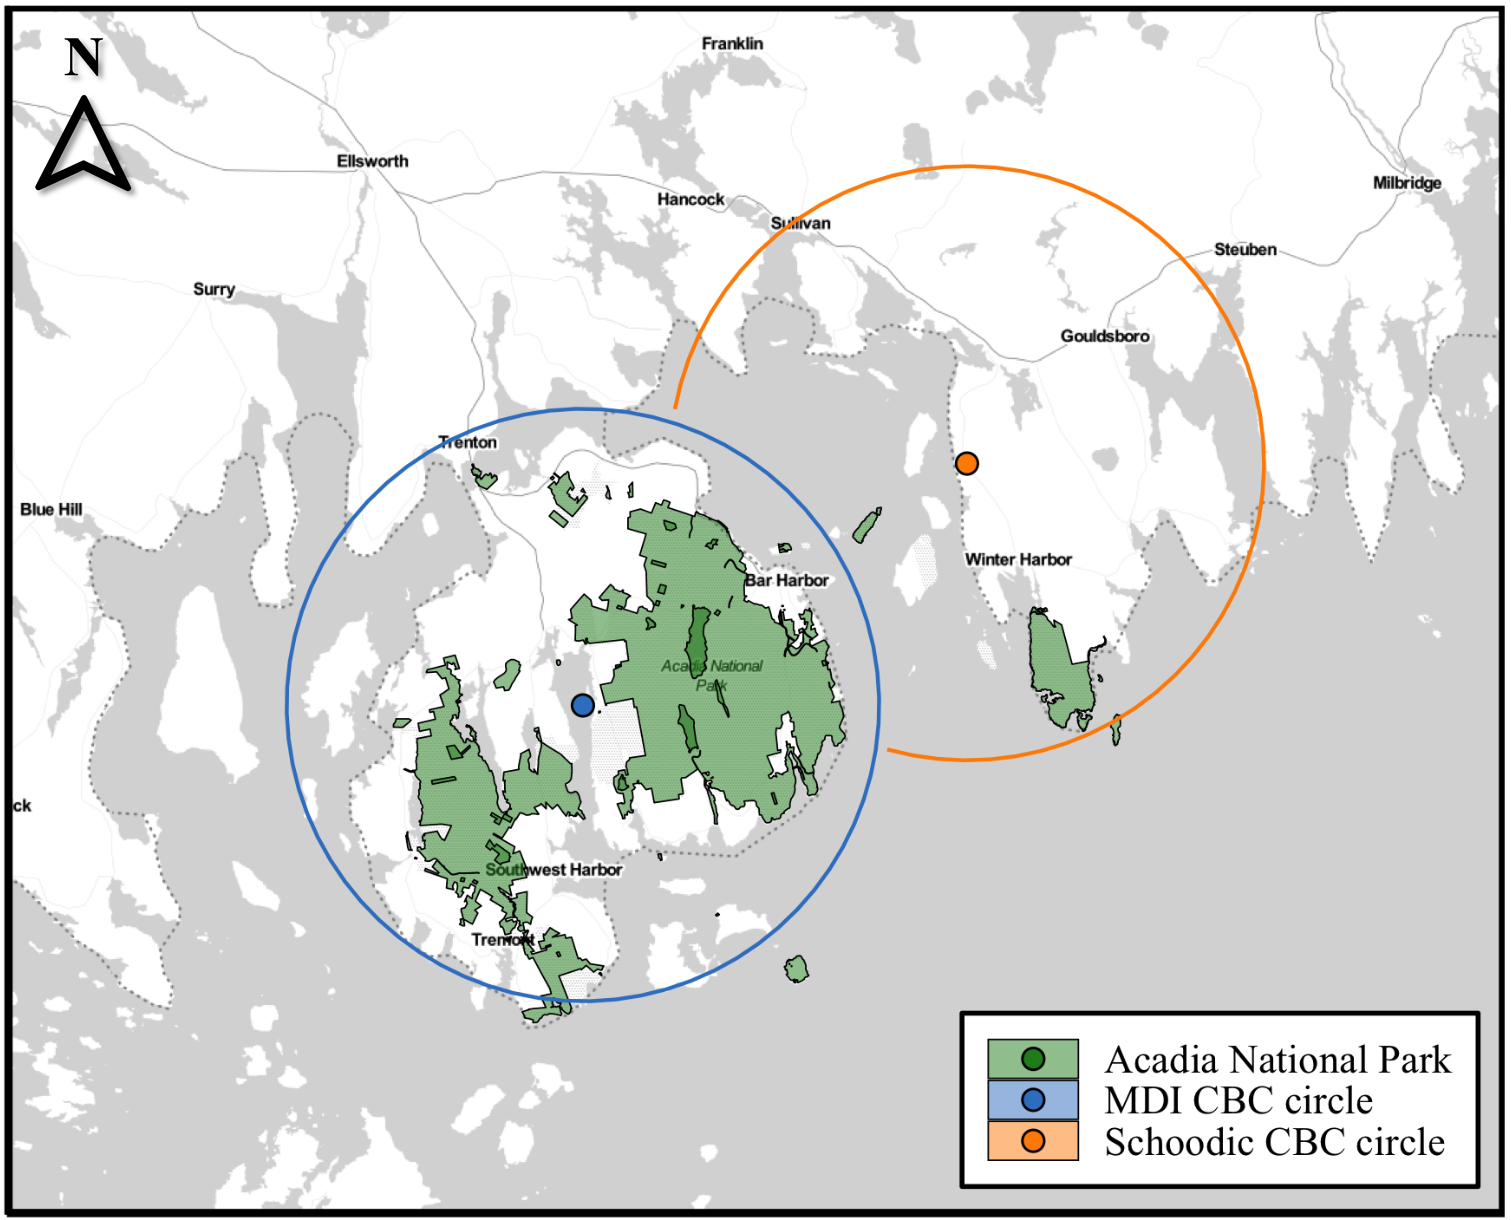 N
Franklin
Ellsworth
Hancock
Milbridge
Sullivan
Steuben
Surry
Gouldsboro
Trenton
Blue Hill
Winter Harbor
Bar Harbor
Acadia National
Park
ck
Southwest Harbor
Tremont
Acadia National Park
MDI CBC circle
Schoodic CBC circle